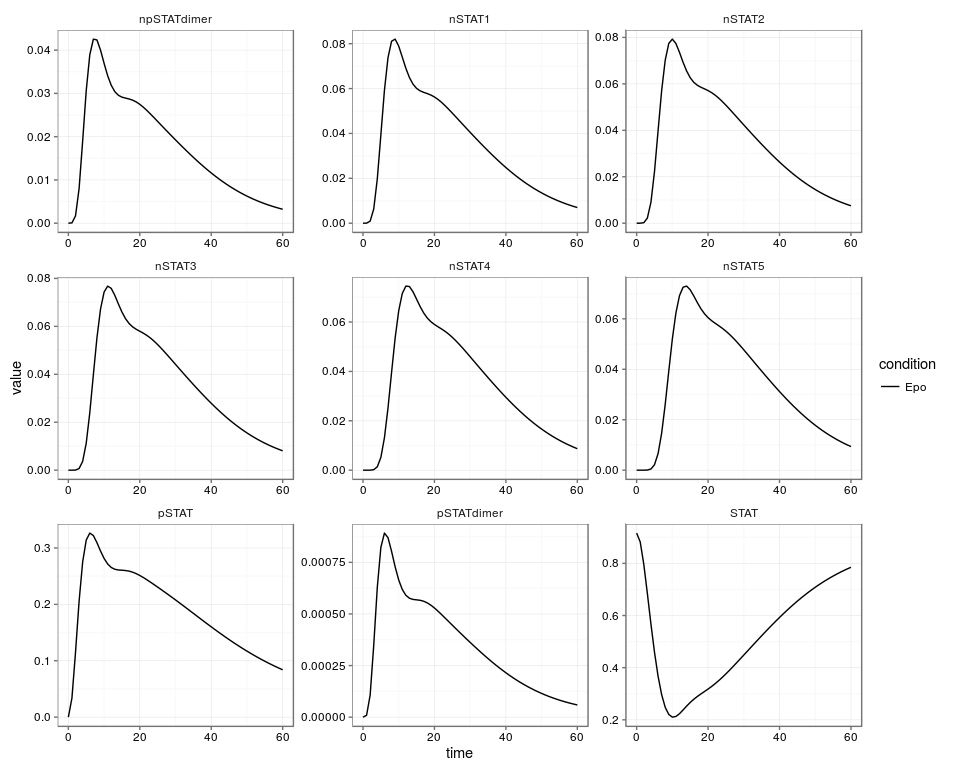 npSTATdimer nSTAT1 nSTAT2
0.04 0.03 0.02 0.01 0.00
0.08 0.06 0.04 0.02 0.00
0.08 0.06 0.04 0.02 0.00
0 20 40 60 0 20 40 60 0 20 40 60
nSTAT3 nSTAT4 nSTAT5
0.08 0.06 0.04 0.02 0.00
0.06 0.04 0.02 0.00
0.06 0.04 0.02 0.00
0 20 40 60 0 20 40 60 0 20 40 60
pSTAT pSTATdimer STAT
0.3 0.2 0.1 0.0
0.00075 0.00050 0.00025 0.00000
0.8 0.6 0.4 0.2
0 20 40 60 0 20 40 60 0 20 40 60
value
time
condition
Epo